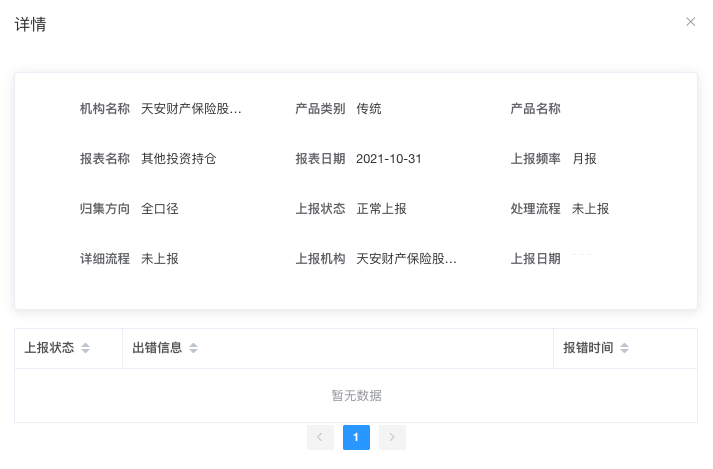 详情
机构名称 天安财产保险股... 产品类别 传统 产品名称
报表名称 其他投资持仓 报表日期 2021-10-31 上报频率 月报
归集方向 全口径 上报状态 正常上报 处理流程 未上报
详细流程 未上报 上报机构 天安财产保险股... 上报日期
上报状态 出错信息 报错时间
暂无数据
1